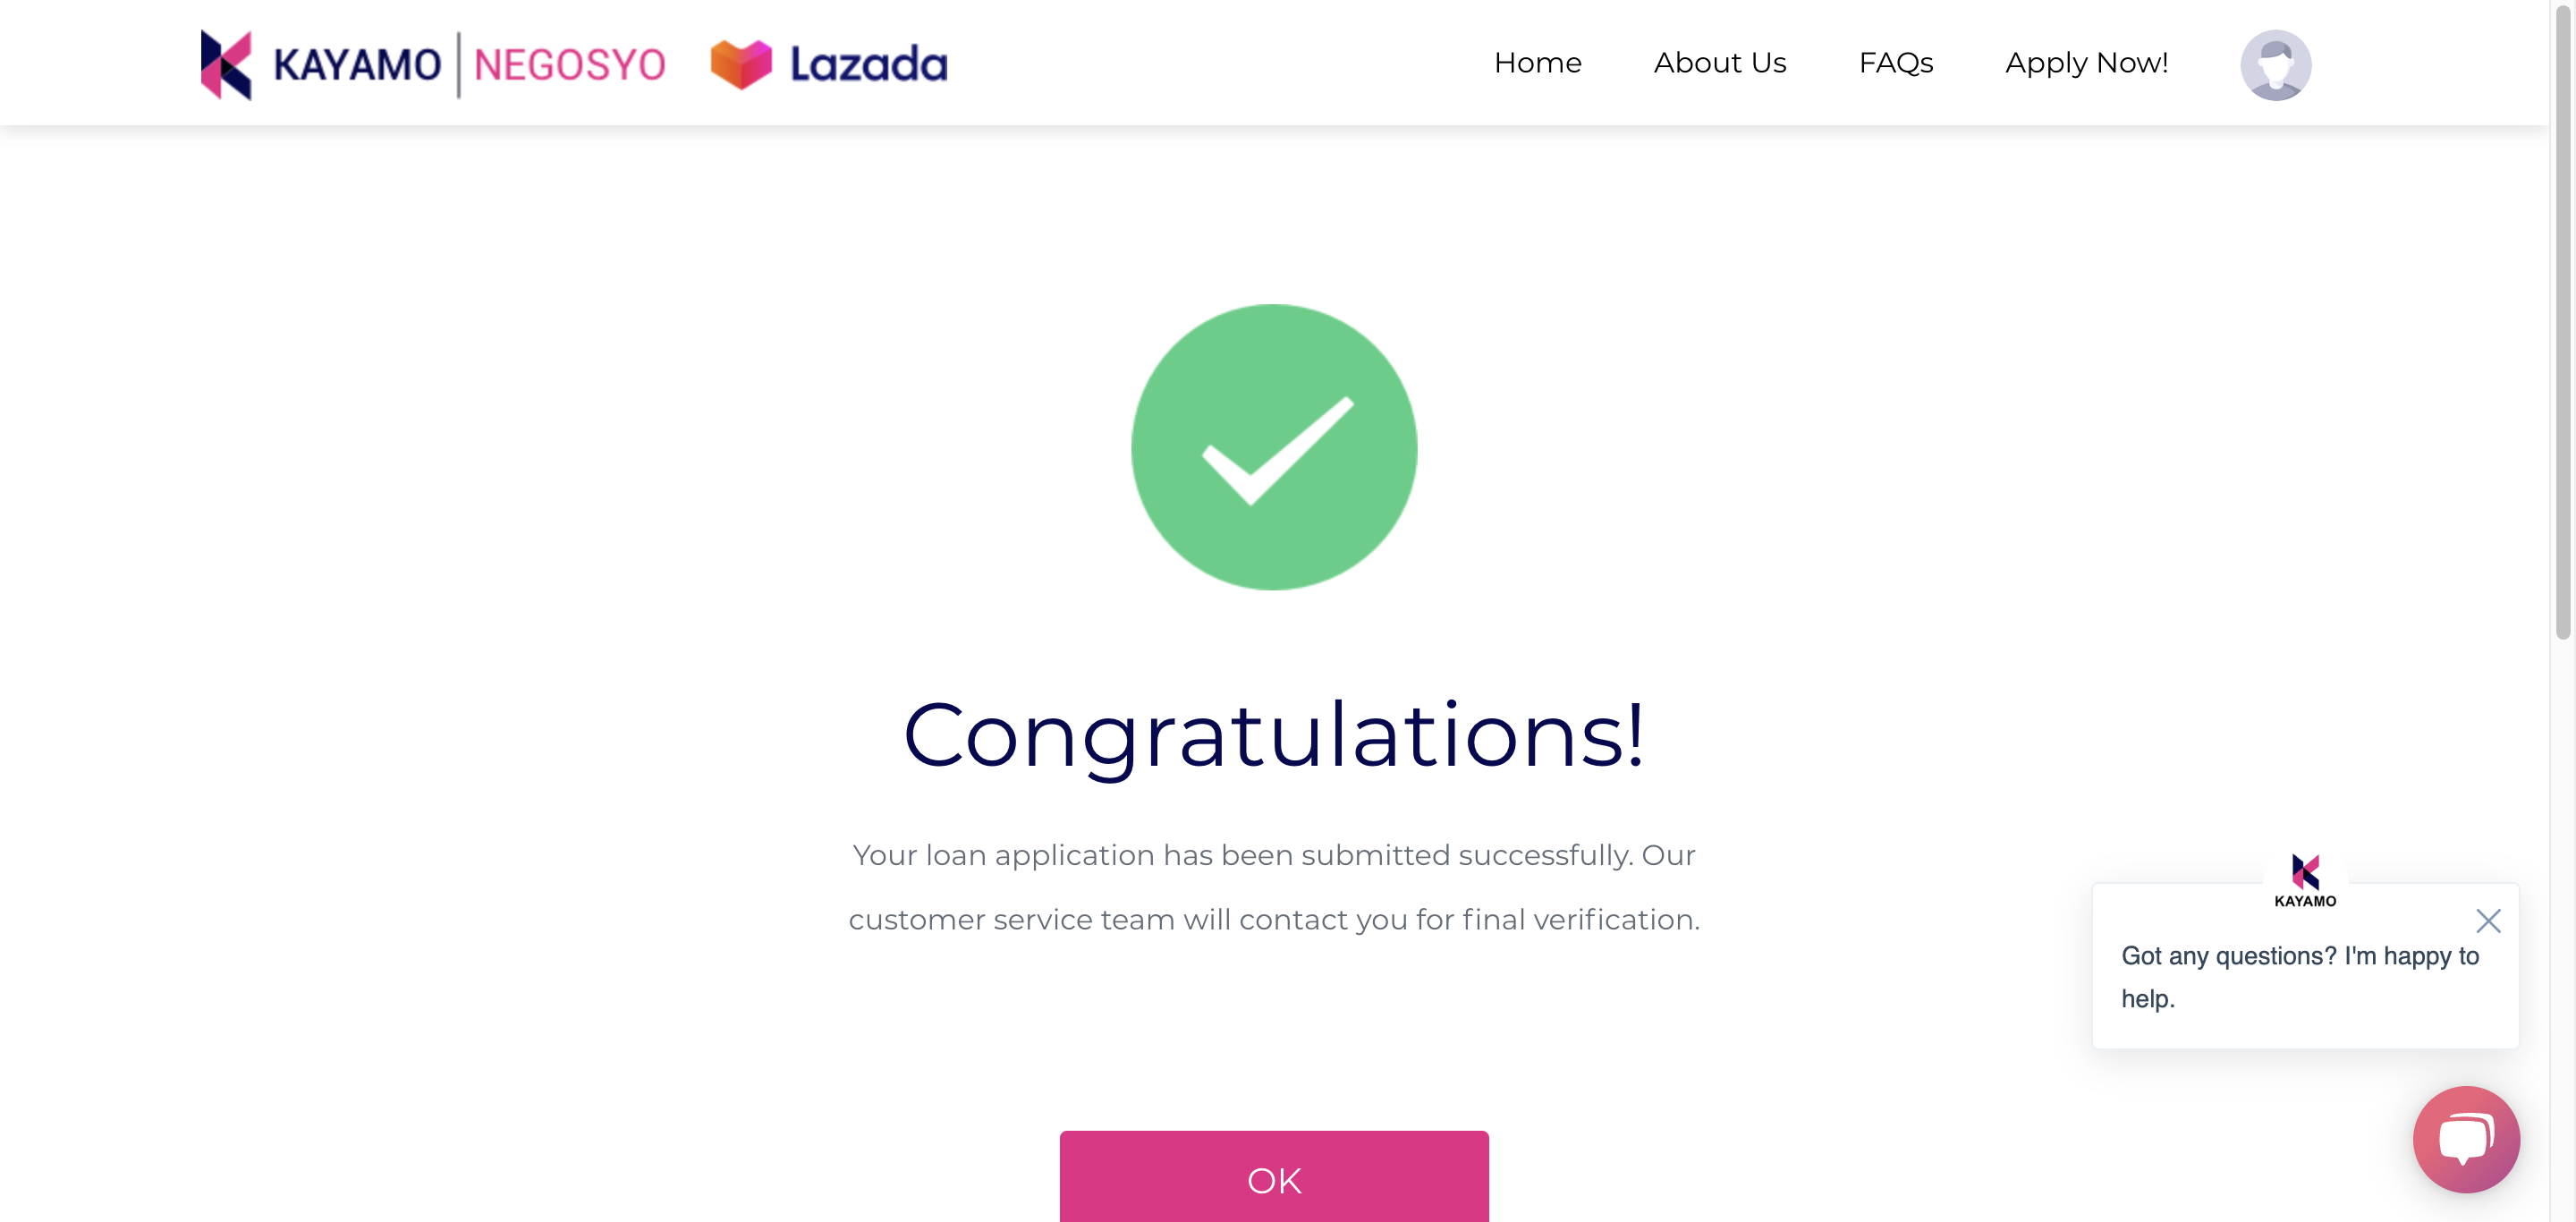 KAYAMO NEGOSYO Lazada
Home About Us FAQs Apply Now!
Congratulations!
Your loan application has been submitted successfully. Our
customer service team will contact you for final verification.
OK
KAYAMO
Got any questions? I'm happy to
help.